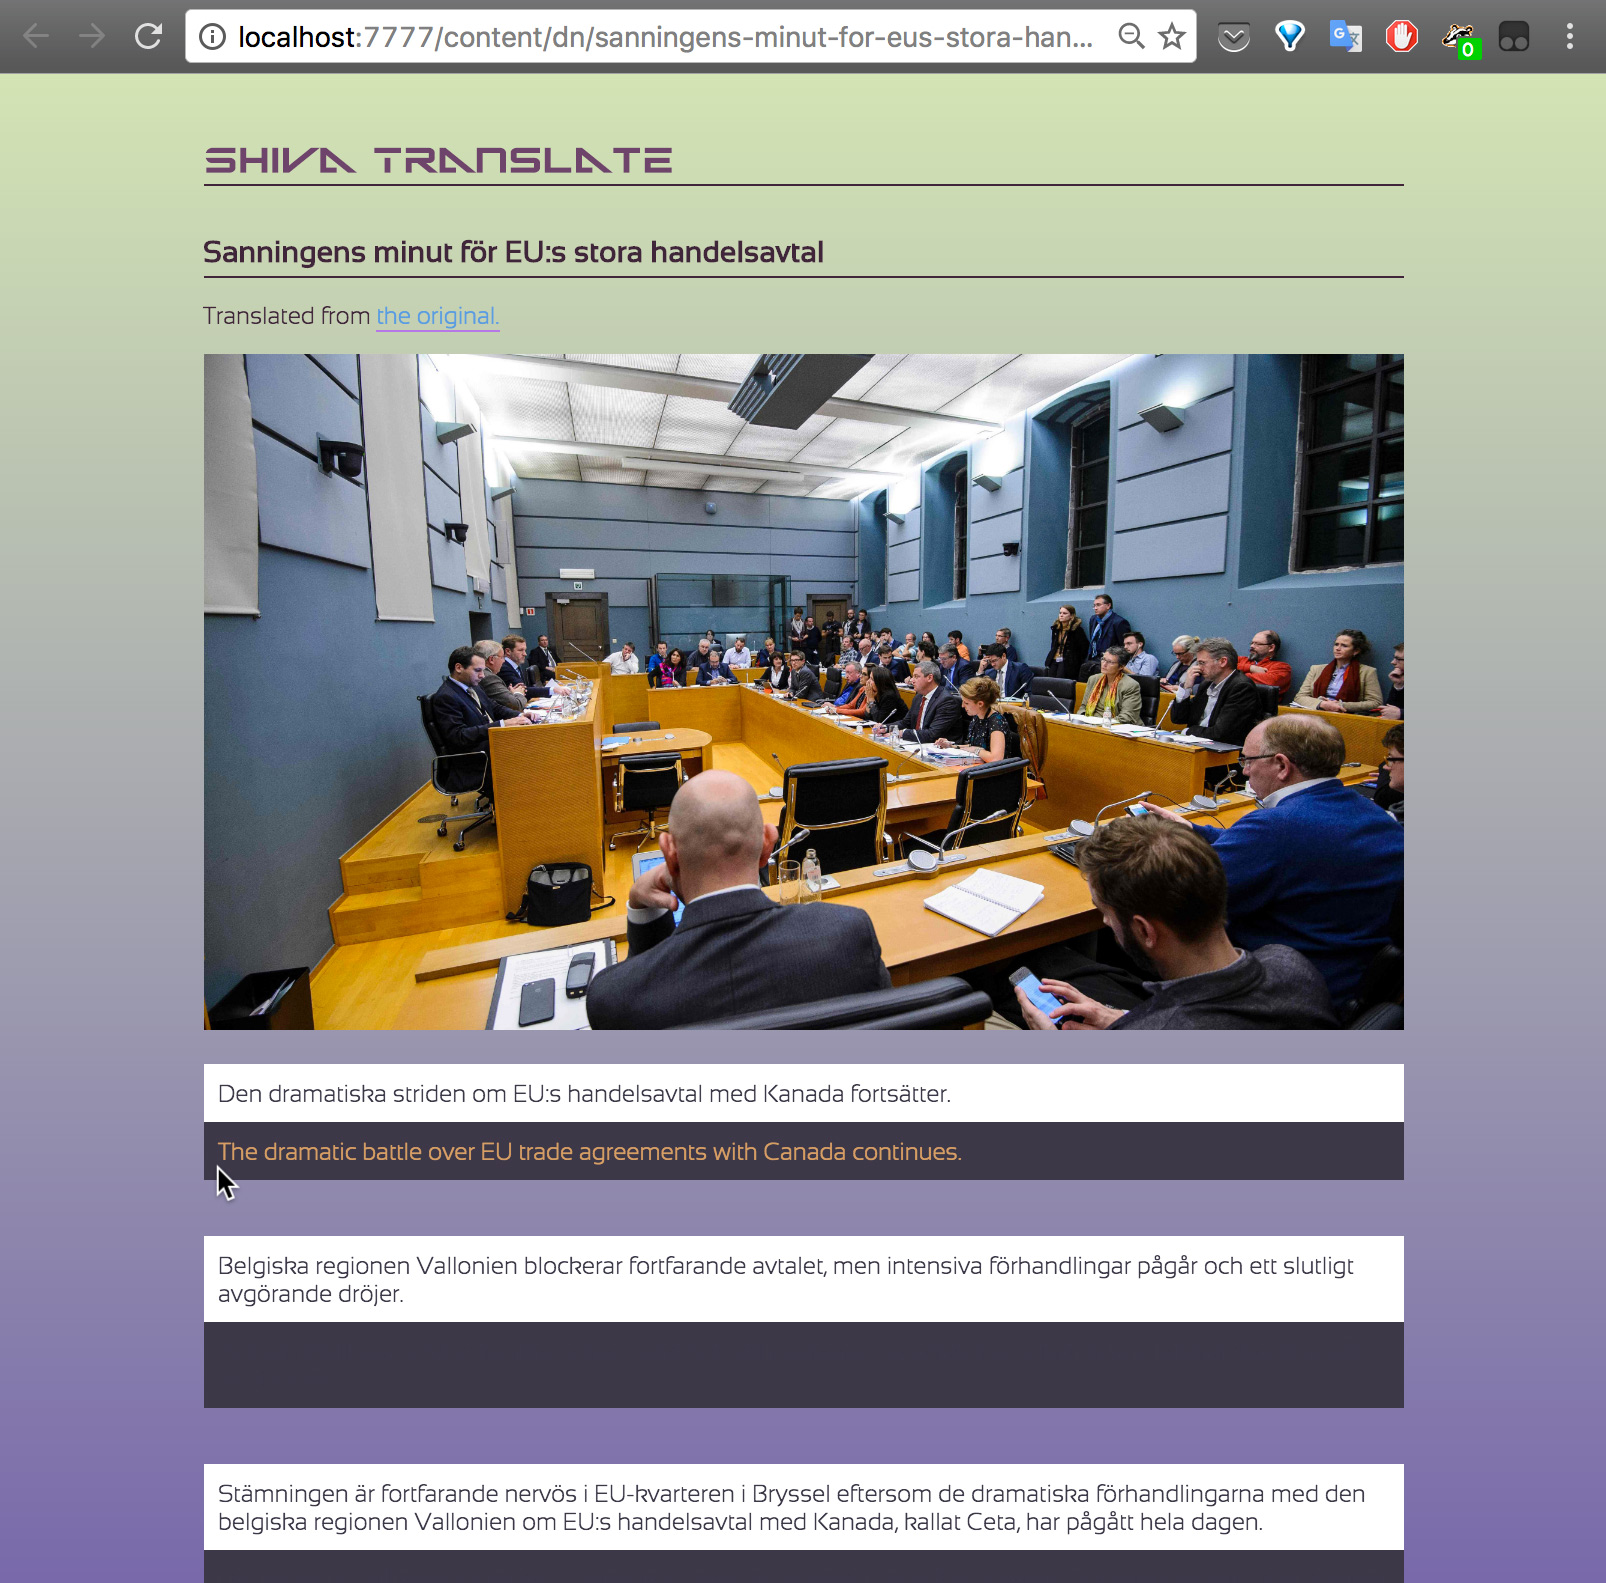 localhost:7777/content/dn/sanningens-minut-for-eus-stora-han...
0
SHIVA TRANSLATE
Sanningens minut för EU:s stora handelsavtal
Translated from the original.
Den dramatiska striden om EU:s handelsavtal med Kanada fortsätter.
The dramatic battle over EU trade agreements with Canada continues.
Belgiska regionen Vallonien blockerar fortfarande avtalet, men intensiva förhandlingar pågår och ett slutligt
avgörande dröjer.
Stämningen är fortfarande nervös i EU-kvarteren i Bryssel eftersom de dramatiska förhandlingarna med den
belgiska regionen Vallonien om EU:s handelsavtal med Kanada, kallat Ceta, har pågått hela dagen.